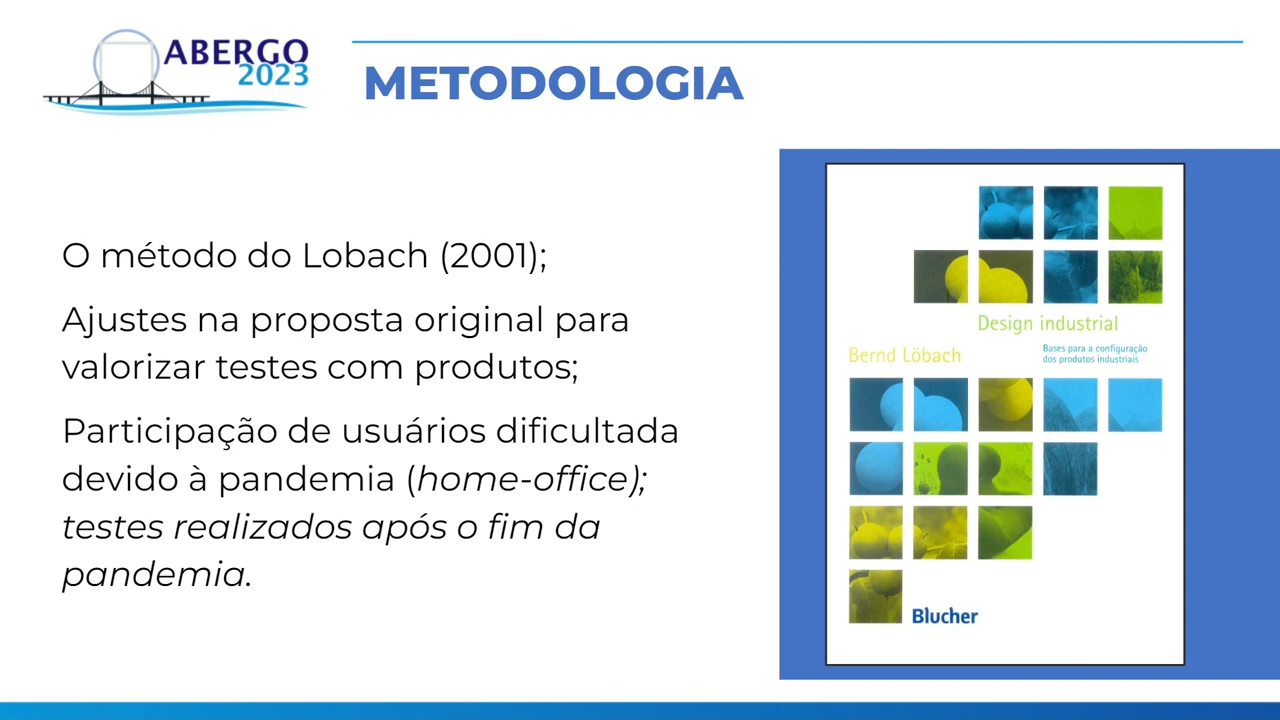 ABERGO
2023
METODOLOGIA
O método do Lobach (2001);
Ajustes na proposta original para
valorizar testes com produtos;
Participação de usuários dificultada
devido à pandemia (home-office);
testes realizados após o fim da
pandemia.
Design industrial
Bernd Löbach
Bases para a configuração
dos produtos industriais
Blucher